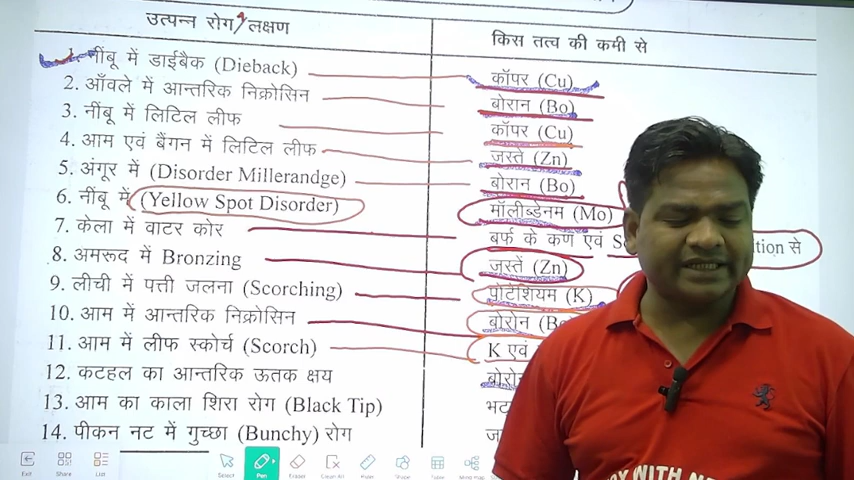 उत्पन्न रोग/लक्षण किस तत्व की कमी से
1. नींबू में डाईबैक (Dieback) कॉपर (Cu)
2. आँवले में आन्तरिक निक्रोसिन बोरान (Bo)
3. नींबू में लिटिल लीफ कॉपर (Cu)
4. आम एवं बैंगन में लिटिल लीफ जस्ते (Zn)
5. अंगूर में (Disorder Millerandge) बोरान (Bo)
6. नींबू में (Yellow Spot Disorder) मॉलीब्डेनम (Mo)
7. केला में वाटर कोर बर्फ के कण एवं
8. अमरूद में Bronzing जस्ते (Zn)
9. लीची में पत्ती जलना (Scorching) पोटेशियम (K)
10. आम में आन्तरिक निक्रोसिन बोरोन
11. आम में लीफ स्कोर्च (Scorch) K एवं
12. कटहल का आन्तरिक ऊतक क्षय
13. आम का काला शिरा रोग (Black Tip)
14. पीकन नट में गुच्छा (Bunchy) रोग
Exit Share List Select Pen Eraser Clear All Ruler Shape Table Mind map